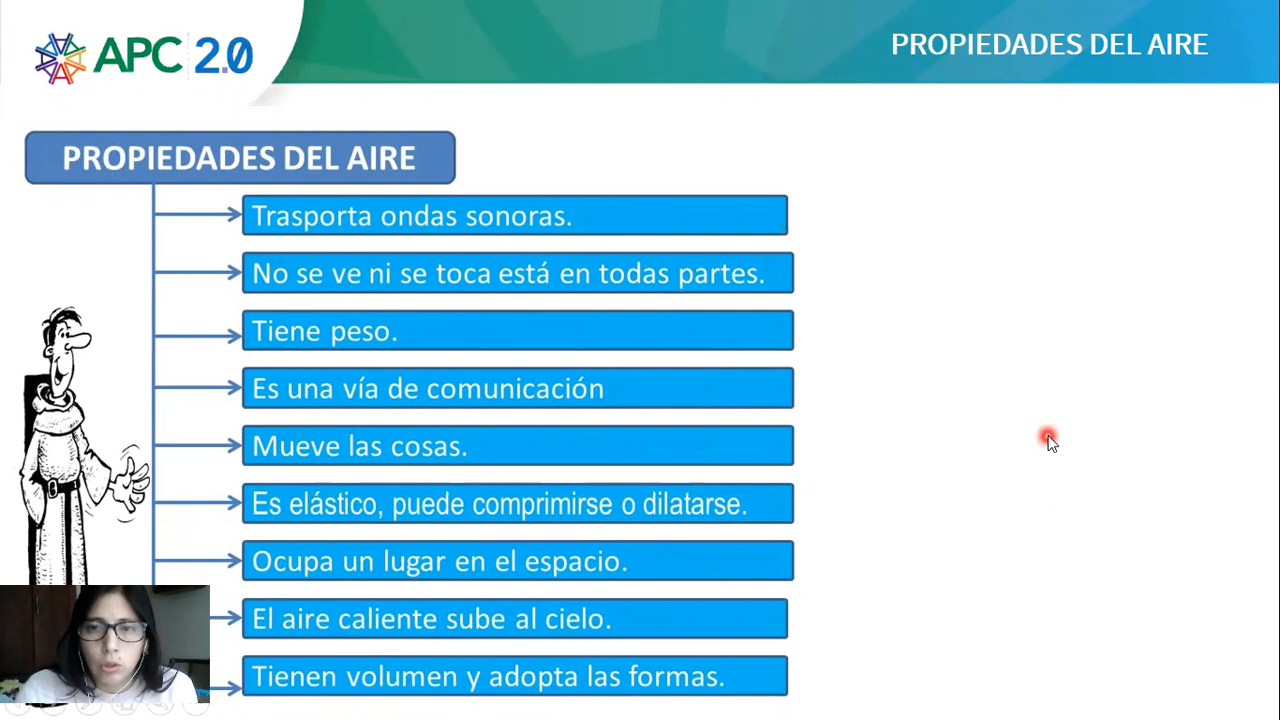 APC 2.0
PROPIEDADES DEL AIRE
PROPIEDADES DEL AIRE
Trasporta ondas sonoras.
No se ve ni se toca está en todas partes.
Tiene peso.
Es una vía de comunicación
Mueve las cosas.
Es elástico, puede comprimirse o dilatarse.
Ocupa un lugar en el espacio.
El aire caliente sube al cielo.
Tienen volumen y adopta las formas.